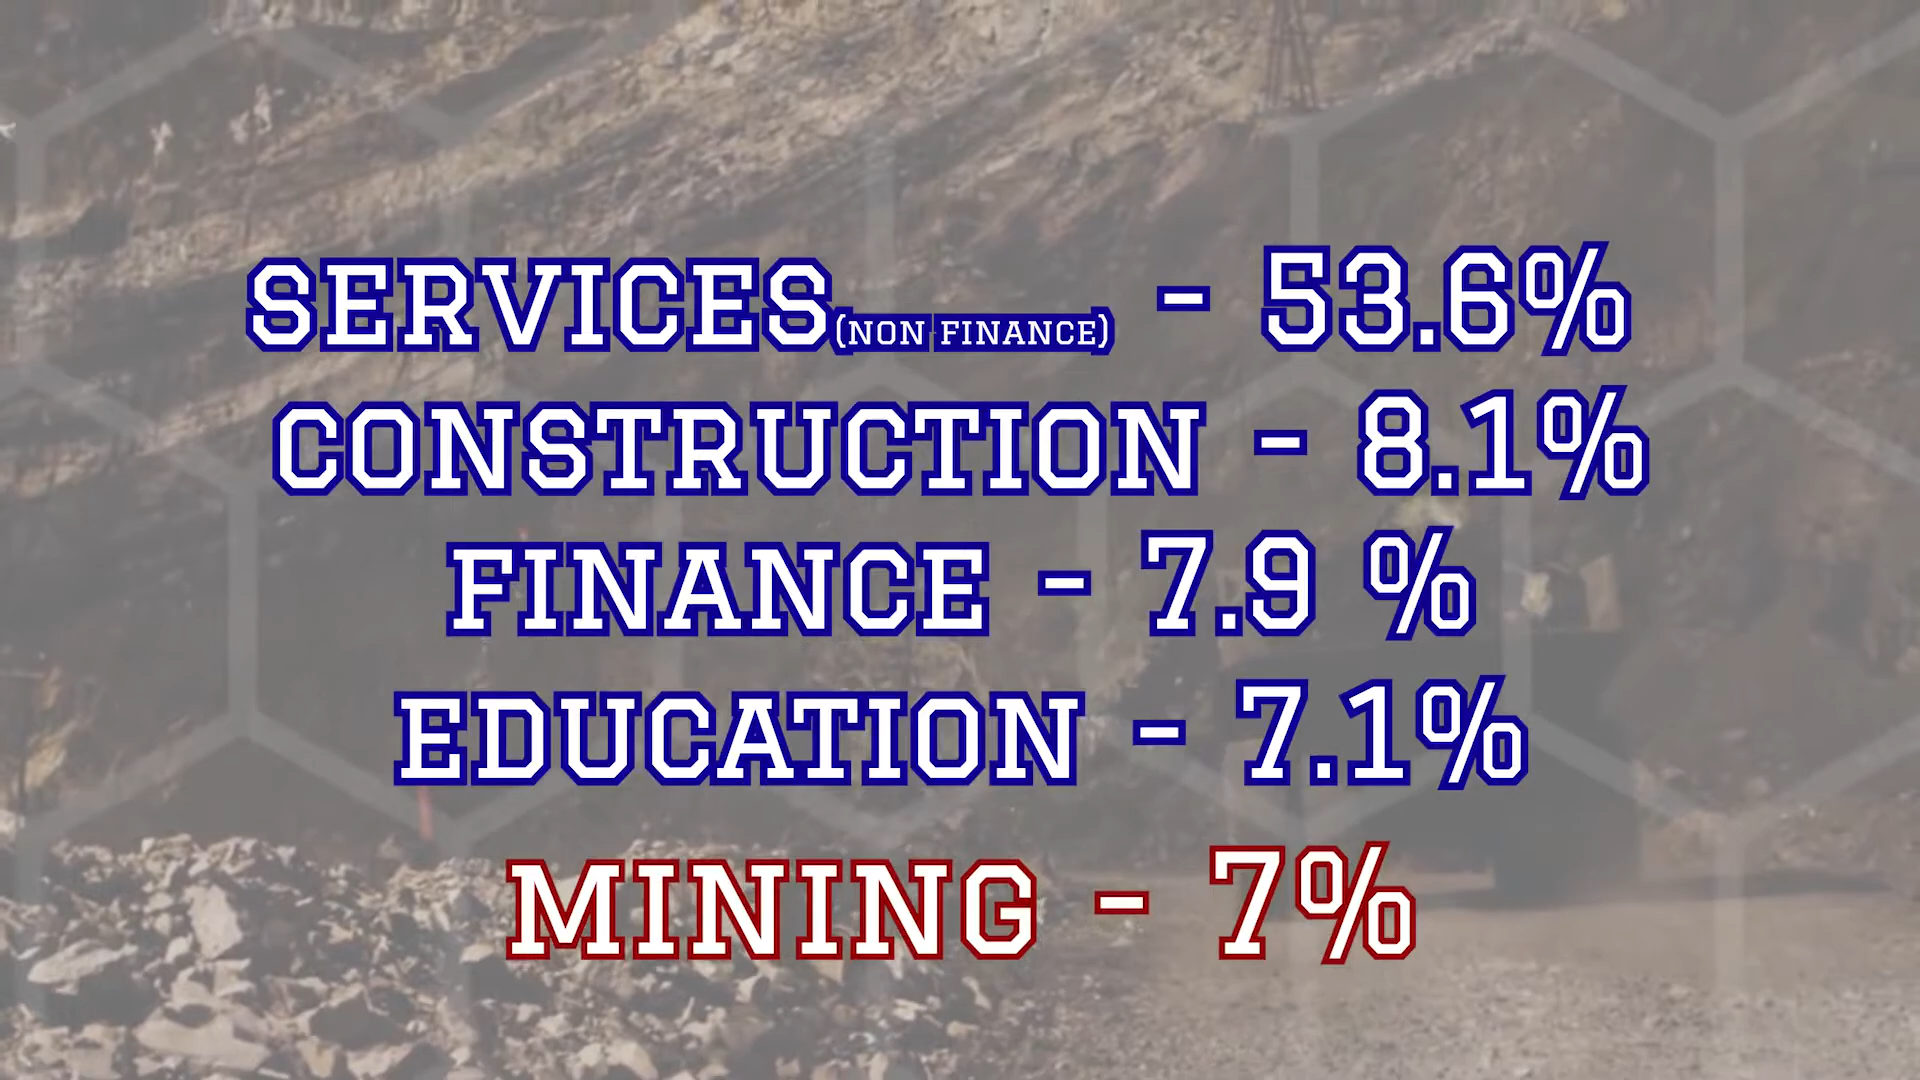 SERVICES(NON FINANCE) - 53.6%
CONSTRUCTION - 8.1%
FINANCE - 7.9 %
EDUCATION - 7.1%
MINING - 7%